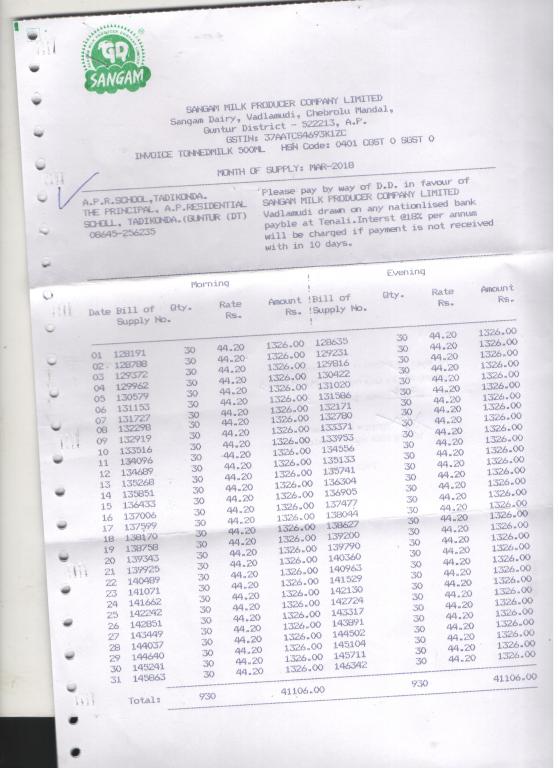 GD
SANGAM
SANGAM MILK PRODUCER COMPANY LIMITED
Sangam Dairy, Vadlamudi, Chebrolu Mandal,
Guntur District - 522213, A.P.
GSTIN: 37AATCS4693K1ZC
INVOICE TONNEDMILK 500ML HSN Code: 0401 CGST 0 SGST 0
MONTH OF SUPPLY: MAR-2018
A.P.R.SCHOOL,TADIKONDA.
THE PRINCIPAL, A.P.RESIDENTIAL
SCHOLL, TADIKONDA.(GUNTUR (DT)
08645-256235
Please pay by way of D.D. in favour of
SANGAM MILK PRODUCER COMPANY LIMITED
Vadlamudi drawn on any nationlised bank
payble at Tenali.Interst @18% per annum
will be charged if payment is not received
with in 10 days.
Morning Evening
Date Bill of Qty. Rate Amount !Bill of Qty. Rate Amount
Supply No. Rs. Rs. !Supply No. Rs. Rs.
01 128191 30 44.20 1326.00 128635 30 44.20 1326.00
02 128788 30 44.20 1326.00 129231 30 44.20 1326.00
03 129372 30 44.20 1326.00 129816 30 44.20 1326.00
04 129962 30 44.20 1326.00 130422 30 44.20 1326.00
05 130579 30 44.20 1326.00 131020 30 44.20 1326.00
06 131153 30 44.20 1326.00 131586 30 44.20 1326.00
07 131727 30 44.20 1326.00 132171 30 44.20 1326.00
08 132298 30 44.20 1326.00 132780 30 44.20 1326.00
09 132919 30 44.20 1326.00 133371 30 44.20 1326.00
10 133516 30 44.20 1326.00 133953 30 44.20 1326.00
11 134096 30 44.20 1326.00 134556 30 44.20 1326.00
12 134689 30 44.20 1326.00 135133 30 44.20 1326.00
13 135268 30 44.20 1326.00 135741 30 44.20 1326.00
14 135851 30 44.20 1326.00 136304 30 44.20 1326.00
15 136433 30 44.20 1326.00 136905 30 44.20 1326.00
16 137006 30 44.20 1326.00 137477 30 44.20 1326.00
17 137599 30 44.20 1326.00 138044 30 44.20 1326.00
18 138170 30 44.20 1326.00 138627 30 44.20 1326.00
19 138758 30 44.20 1326.00 139200 30 44.20 1326.00
20 139343 30 44.20 1326.00 139790 30 44.20 1326.00
21 139925 30 44.20 1326.00 140360 30 44.20 1326.00
22 140489 30 44.20 1326.00 140963 30 44.20 1326.00
23 141071 30 44.20 1326.00 141529 30 44.20 1326.00
24 141662 30 44.20 1326.00 142130 30 44.20 1326.00
25 142242 30 44.20 1326.00 142724 30 44.20 1326.00
26 142851 30 44.20 1326.00 143317 30 44.20 1326.00
27 143449 30 44.20 1326.00 143891 30 44.20 1326.00
28 144037 30 44.20 1326.00 144502 30 44.20 1326.00
29 144640 30 44.20 1326.00 145104 30 44.20 1326.00
30 145241 30 44.20 1326.00 145711 30 44.20 1326.00
31 145863 30 44.20 1326.00 146342 30 44.20 1326.00
Total: 930 41106.00 930 41106.00